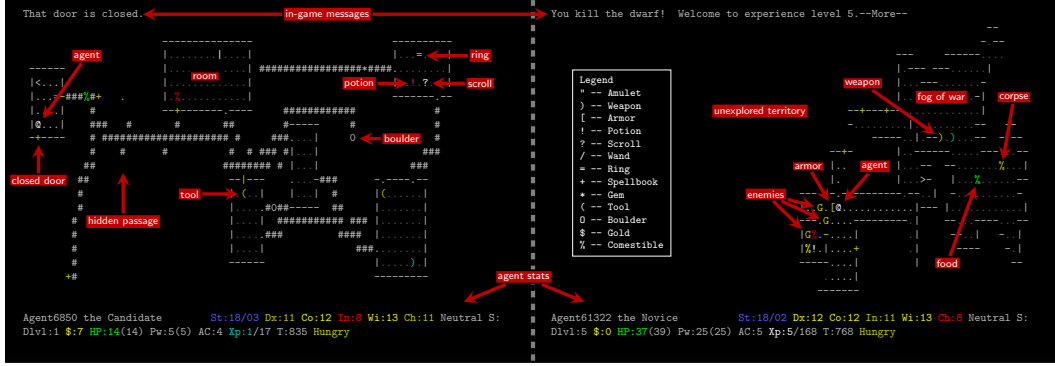 That door is closed.
in-game messages
You kill the dwarf!  Welcome to experience level 5.--More--
agent
room
ring
potion
scroll
boulder
closed door
tool
hidden passage
Legend
" -- Amulet
) -- Weapon
[ -- Armor
! -- Potion
? -- Scroll
/ -- Wand
= -- Ring
+ -- Spellbook
* -- Gem
( -- Tool
O -- Boulder
$ -- Gold
% -- Comestible
weapon
fog of war
corpse
unexplored territory
armor
agent
enemies
food
agent stats
Agent6850 the Candidate St:18/03 Dx:11 Co:12 In:8 Wi:13 Ch:11 Neutral S:
Dlvl:1 $:7 HP:14(14) Pw:5(5) AC:4 Xp:1/17 T:835 Hungry
Agent61322 the Novice St:18/02 Dx:12 Co:12 In:11 Wi:13 Ch:8 Neutral S:
Dlvl:5 $:0 HP:37(39) Pw:25(25) AC:5 Xp:5/168 T:768 Hungry